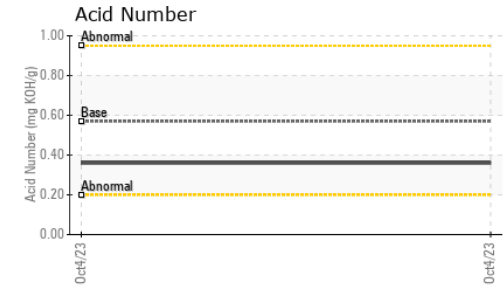 Acid Number
Acid Number (mg KOH/g)
1.00
0.80
0.60
0.40
0.20
0.00
Abnormal
Base
Abnormal
Oct4/23
Oct4/23